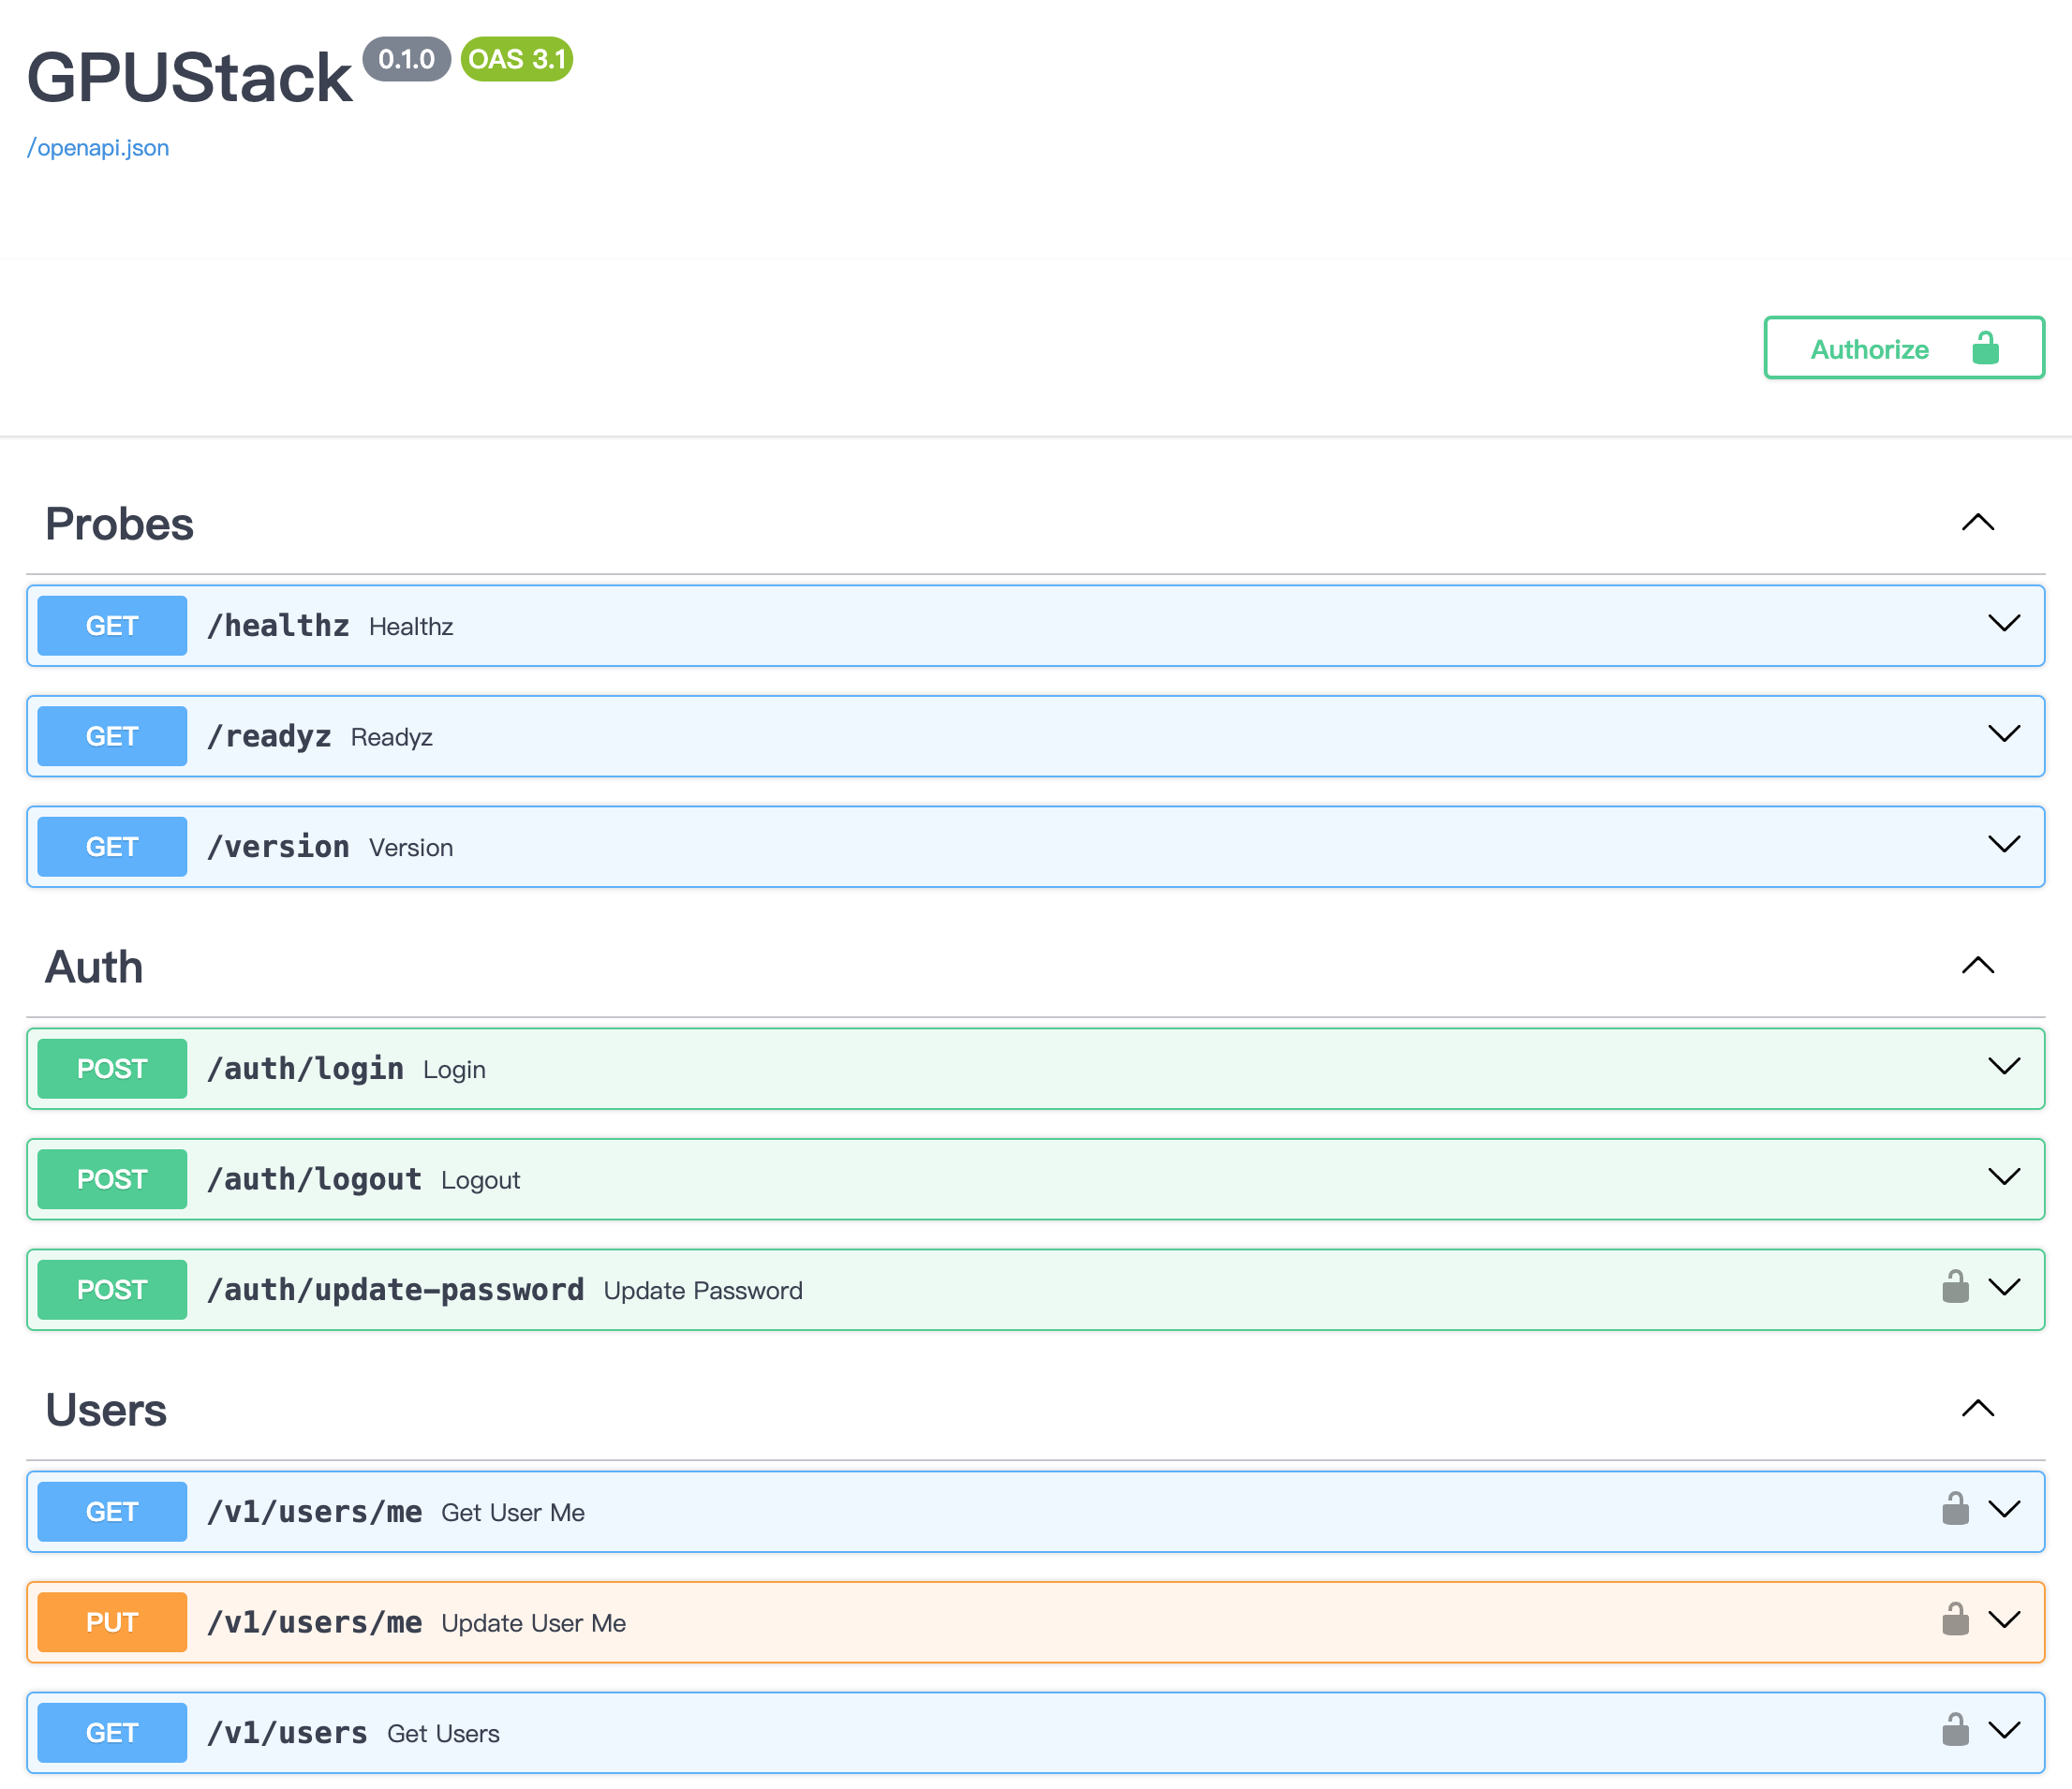 GPUStack 0.1.0 OAS 3.1
/openapi.json
Authorize
Probes
GET /healthz Healthz
GET /readyz Readyz
GET /version Version
Auth
POST /auth/login Login
POST /auth/logout Logout
POST /auth/update-password Update Password
Users
GET /v1/users/me Get User Me
PUT /v1/users/me Update User Me
GET /v1/users Get Users